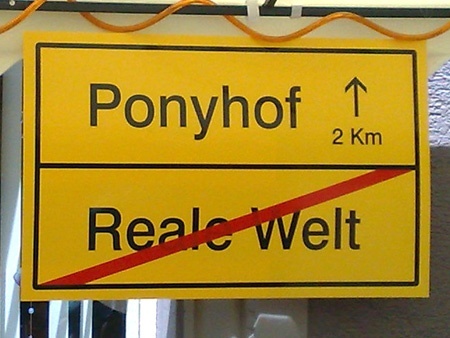 Ponyhof ↑
2 Km
Reale Welt